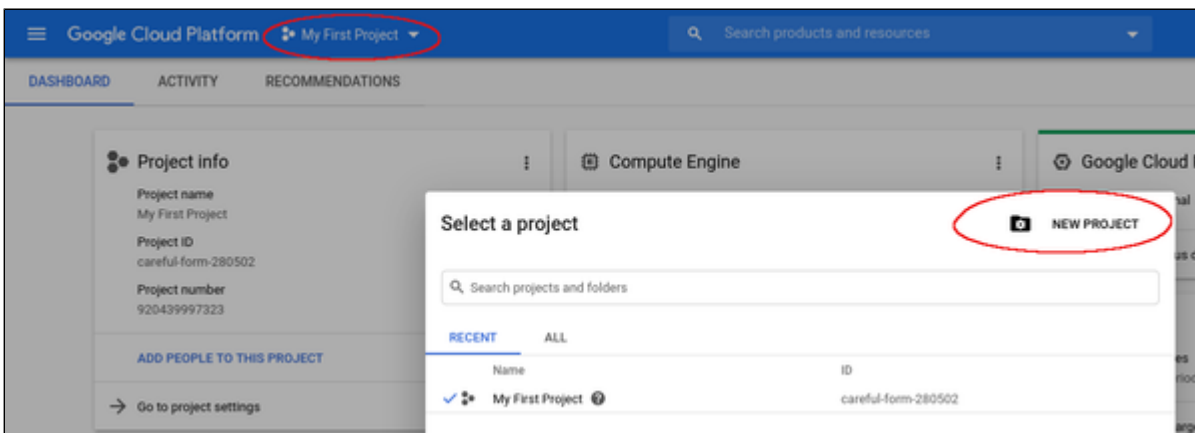 Google Cloud Platform My First Project Search products and resources
DASHBOARD ACTIVITY RECOMMENDATIONS
Project info
Project name
My First Project
Project ID
careful-form-280502
Project number
920439997323
ADD PEOPLE TO THIS PROJECT
Go to project settings
Compute Engine
Google Cloud
Select a project NEW PROJECT
Search projects and folders
RECENT ALL
Name ID
My First Project careful-form-280502